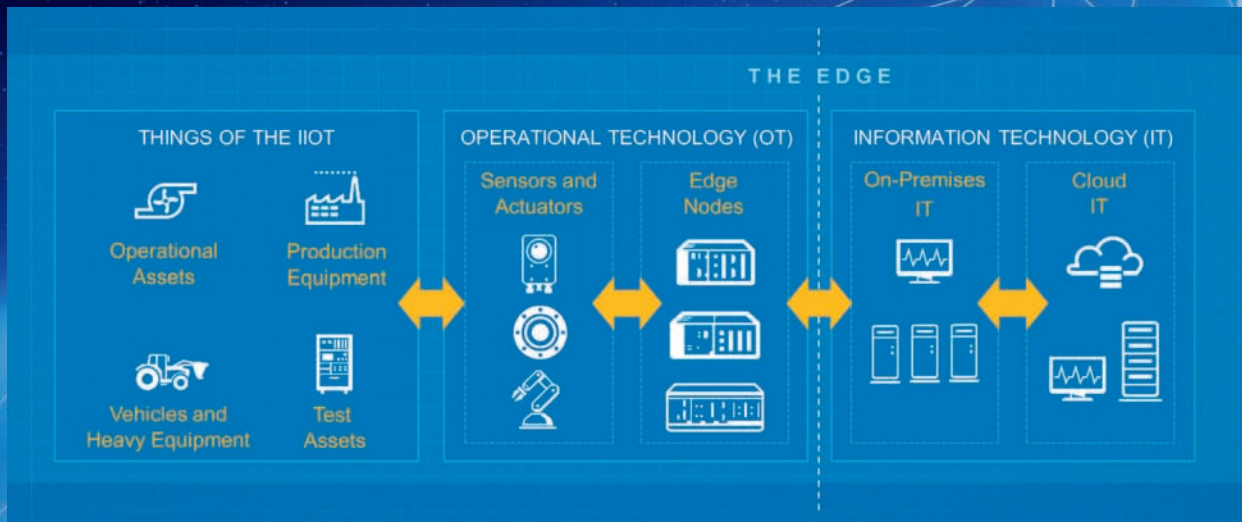 THE EDGE
THINGS OF THE IIOT
Operational
Assets
Production
Equipment
Vehicles and
Heavy Equipment
Test
Assets
OPERATIONAL TECHNOLOGY (OT)
Sensors and
Actuators
Edge
Nodes
INFORMATION TECHNOLOGY (IT)
On-Premises
IT
Cloud
IT